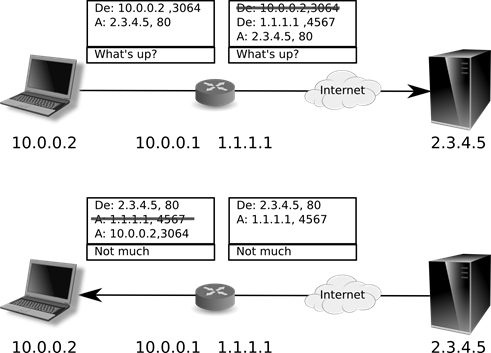 De: 10.0.0.2 ,3064
A: 2.3.4.5, 80
What's up?
De: 10.0.0.2,3064
De: 1.1.1.1 ,4567
A: 2.3.4.5, 80
What's up?
Internet
10.0.0.2
10.0.0.1
1.1.1.1
2.3.4.5
De: 2.3.4.5, 80
A: 1.1.1.1, 4567
A: 10.0.0.2,3064
Not much
De: 2.3.4.5, 80
A: 1.1.1.1, 4567
Not much
Internet
10.0.0.2
10.0.0.1
1.1.1.1
2.3.4.5